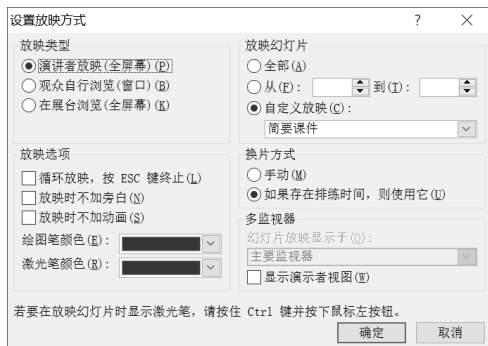 设置放映方式 ? ×
放映类型
演讲者放映(全屏幕)(P)
观众自行浏览(窗口)(B)
在展台浏览(全屏幕)(K)
放映选项
循环放映，按 ESC 键终止(L)
放映时不加旁白(N)
放映时不加动画(S)
绘图笔颜色(E)：
激光笔颜色(R)：
放映幻灯片
全部(A)
从(F)： 到(T)：
自定义放映(C)：
简要课件
换片方式
手动(M)
如果存在排练时间，则使用它(U)
多监视器
幻灯片放映显示于(O)：
主要监视器
显示演示者视图(W)
若要在放映幻灯片时显示激光笔，请按住 Ctrl 键并按下鼠标左按钮。
确定 取消